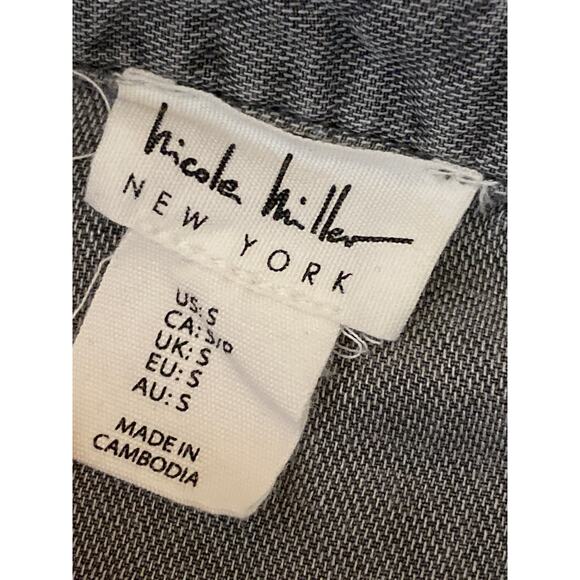 nicole miller
NEW YORK
US: S
CA: S/P
UK: S
EU: S
AU: S
MADE IN
CAMBODIA